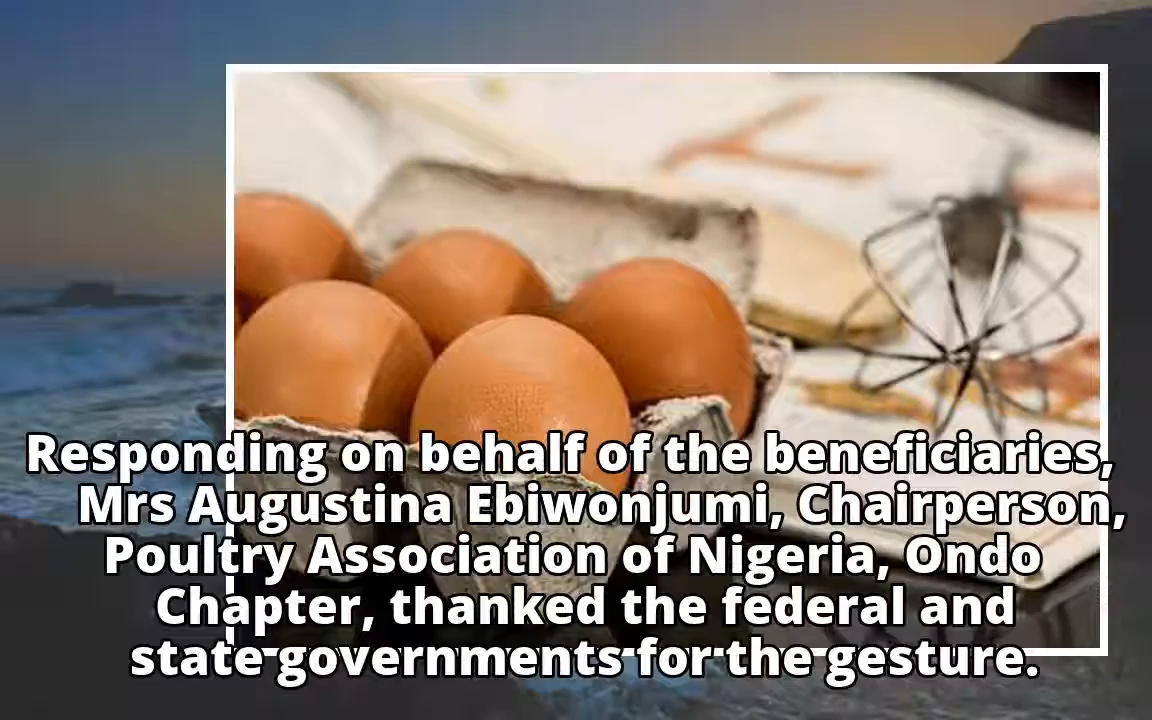 Responding on behalf of the beneficiaries,
Mrs Augustina Ebiwonjumi, Chairperson,
Poultry Association of Nigeria, Ondo
Chapter, thanked the federal and
state governments for the gesture.